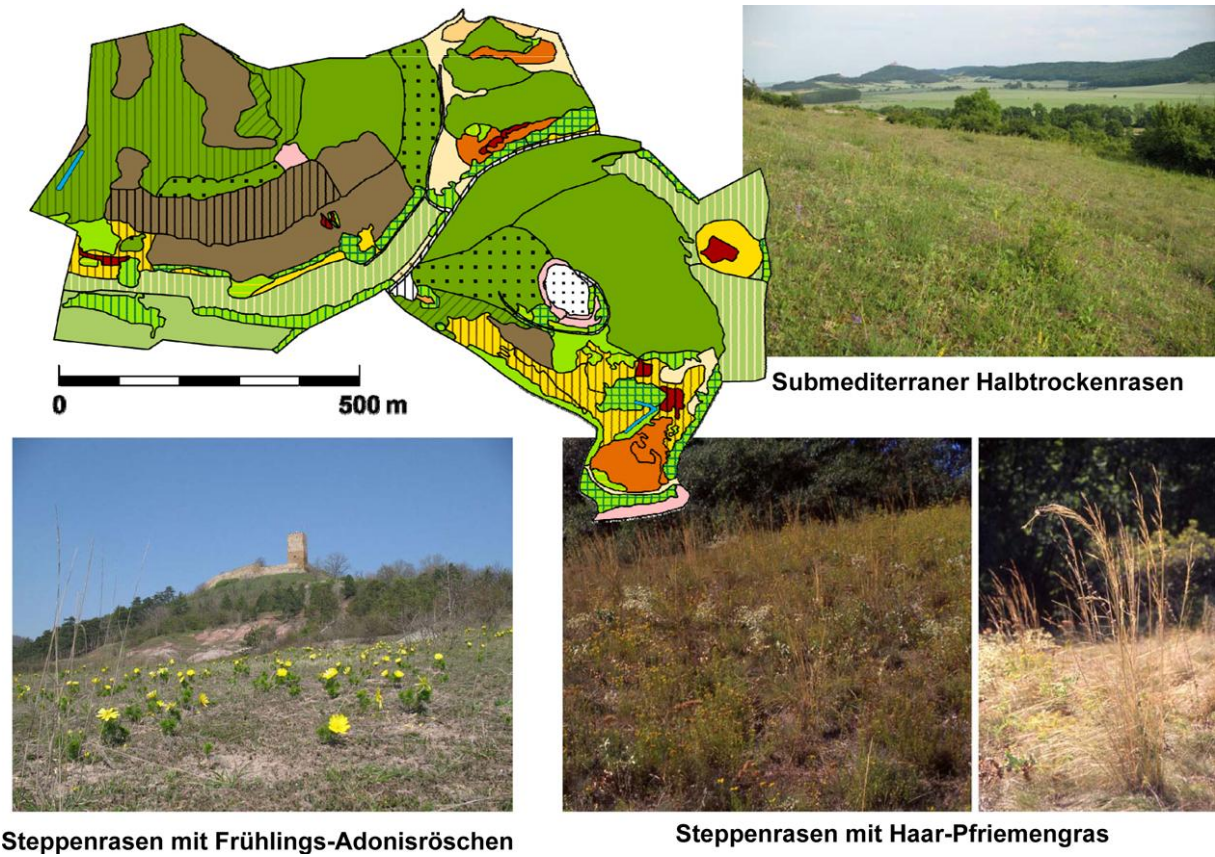 0
500 m
Submediterraner Halbtrockenrasen
Steppenrasen mit Frühlings-Adonisröschen
Steppenrasen mit Haar-Pfriemengras